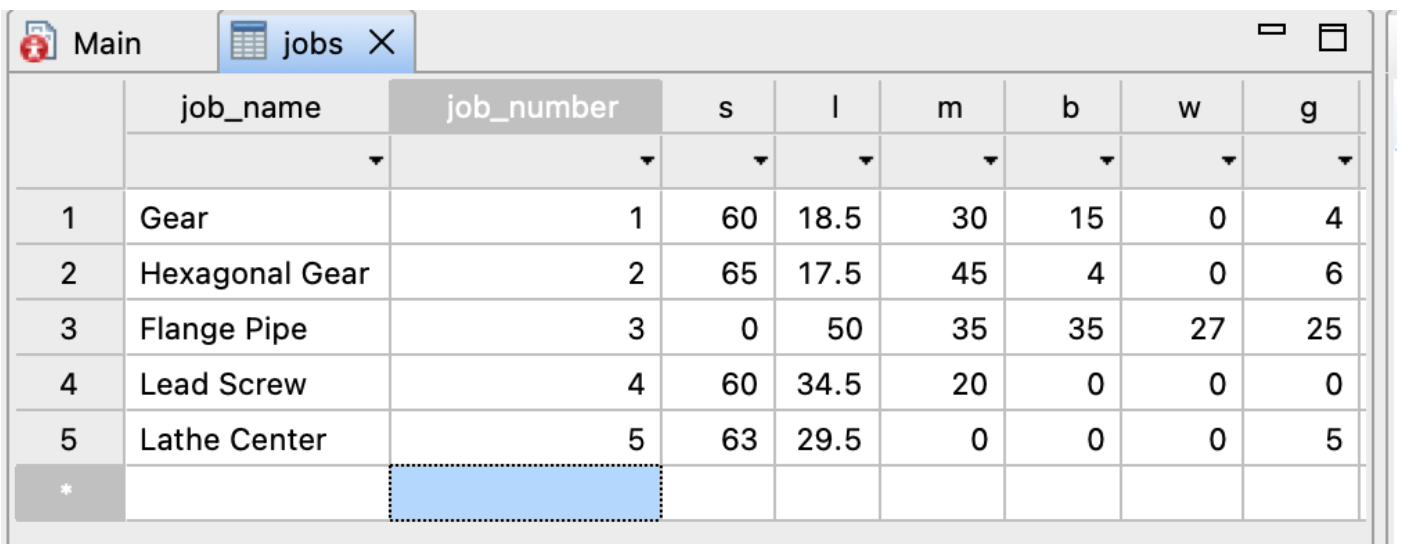 Main jobs
job_name job_number s l m b w g
1 Gear 1 60 18.5 30 15 0 4
2 Hexagonal Gear 2 65 17.5 45 4 0 6
3 Flange Pipe 3 0 50 35 35 27 25
4 Lead Screw 4 60 34.5 20 0 0 0
5 Lathe Center 5 63 29.5 0 0 0 5
*